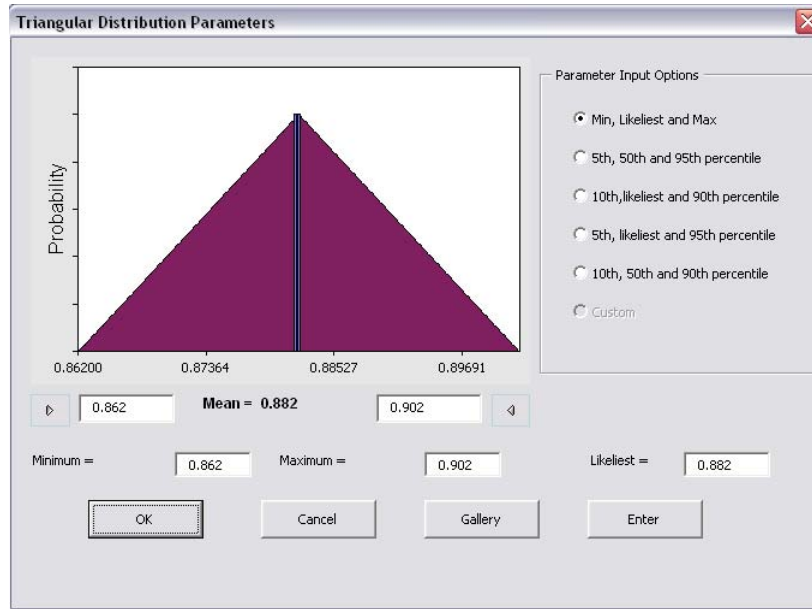 Triangular Distribution Parameters
Probability
0.86200 0.87364 0.88527 0.89691
0.862 Mean = 0.882 0.902
Parameter Input Options
Min, Likeliest and Max
5th, 50th and 95th percentile
10th,likeliest and 90th percentile
5th, likeliest and 95th percentile
10th, 50th and 90th percentile
Custom
Minimum = 0.862 Maximum = 0.902 Likeliest = 0.882
OK Cancel Gallery Enter